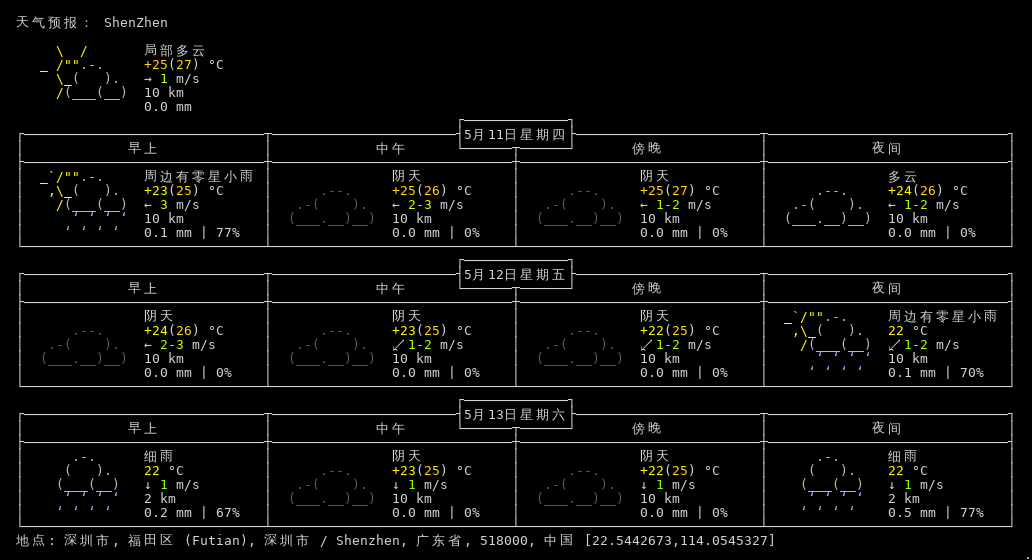 天气预报： ShenZhen
局部多云
+25(27) °C
→ 1 m/s
10 km
0.0 mm
5月11日星期四
早上 中午 傍晚 夜间
周边有零星小雨 阴天 阴天 多云
+23(25) °C +25(26) °C +25(27) °C +24(26) °C
← 3 m/s ← 2-3 m/s ← 1-2 m/s ← 1-2 m/s
10 km 10 km 10 km 10 km
0.1 mm | 77% 0.0 mm | 0% 0.0 mm | 0% 0.0 mm | 0%
5月12日星期五
早上 中午 傍晚 夜间
阴天 阴天 阴天 周边有零星小雨
+24(26) °C +23(25) °C +22(25) °C 22 °C
← 2-3 m/s ↙ 1-2 m/s ↙ 1-2 m/s ↙ 1-2 m/s
10 km 10 km 10 km 10 km
0.0 mm | 0% 0.0 mm | 0% 0.0 mm | 0% 0.1 mm | 70%
5月13日星期六
早上 中午 傍晚 夜间
细雨 阴天 阴天 细雨
22 °C +23(25) °C +22(25) °C 22 °C
↓ 1 m/s ↓ 1 m/s ↓ 1 m/s ↓ 1 m/s
2 km 10 km 10 km 2 km
0.2 mm | 67% 0.0 mm | 0% 0.0 mm | 0% 0.5 mm | 77%
地点: 深圳市, 福田区 (Futian), 深圳市 / Shenzhen, 广东省, 518000, 中国 [22.5442673,114.0545327]